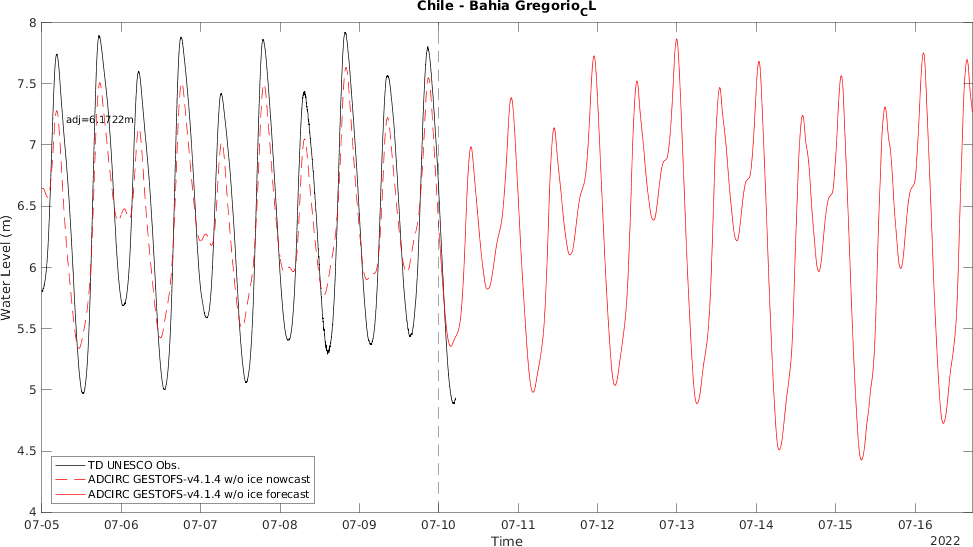 Chile - Bahia Gregorio_CL
8
7.5
adj=6.1722m
7
6.5
6
5.5
5
4.5
4
Water Level (m)
TD UNESCO Obs.
ADCIRC GESTOFS-v4.1.4 w/o ice nowcast
ADCIRC GESTOFS-v4.1.4 w/o ice forecast
07-05 07-06 07-07 07-08 07-09 07-10 07-11 07-12 07-13 07-14 07-15 07-16
Time
2022